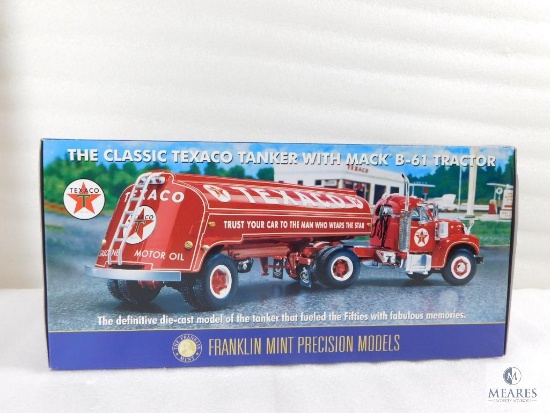 THE CLASSIC TEXACO TANKER WITH MACK® B-61 TRACTOR
TEXACO
T
TEXACO
TEXACO
TEXACO
TRUST YOUR CAR TO THE MAN WHO WEARS THE STAR
MOTOR OIL
The definitive die-cast model of the tanker that fueled the Fifties with fabulous memories.
FRANKLIN MINT PRECISION MODELS
M
MEARES